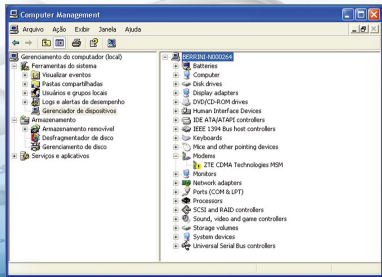 Computer Management
Arquivo Ação Exibir Janela Ajuda
Gerenciamento do computador (local)
Ferramentas do sistema
Visualizar eventos
Pastas compartilhadas
Usuários e grupos locais
Logs e alertas de desempenho
Gerenciador de dispositivos
Armazenamento
Armazenamento removível
Desfragmentador de disco
Gerenciamento de disco
Serviços e aplicativos
BERRINI-N000264
Batteries
Computer
Disk drives
Display adapters
DVD/CD-ROM drives
Human Interface Devices
IDE ATA/ATAPI controllers
IEEE 1394 Bus host controllers
Keyboards
Mice and other pointing devices
Modems
ZTE CDMA Technologies MSM
Monitors
Network adapters
Ports (COM & LPT)
Processors
SCSI and RAID controllers
Sound, video and game controllers
Storage volumes
System devices
Universal Serial Bus controllers